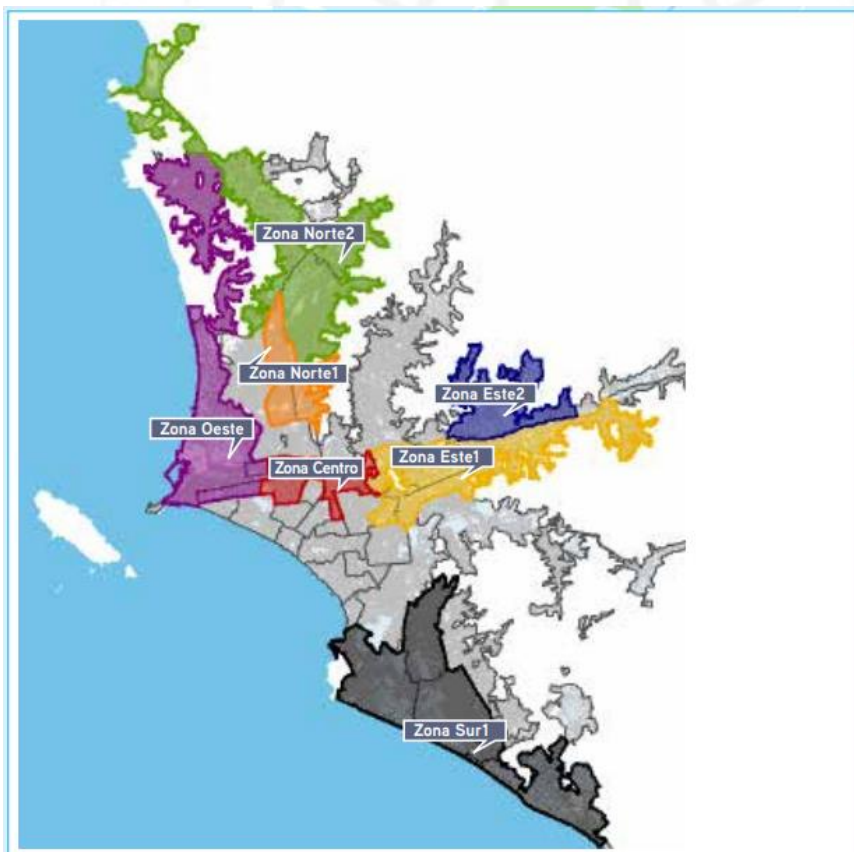 Zona Norte2
Zona Norte1
Zona Este2
Zona Oeste
Zona Este1
Zona Centro
Zona Sur1